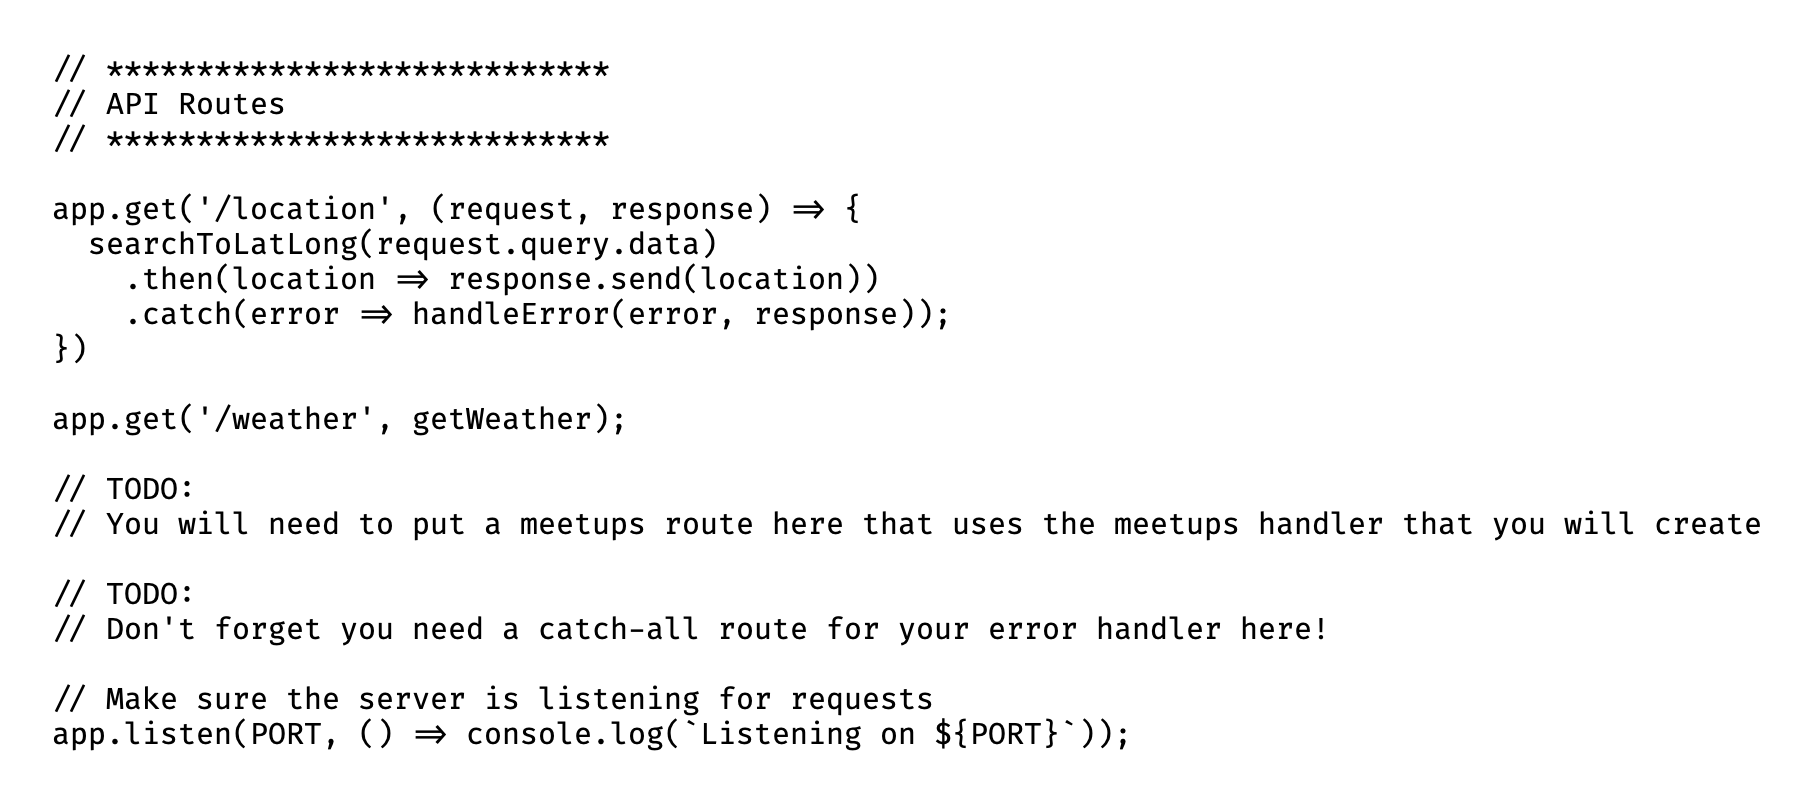 // ****************************
// API Routes
// ****************************
app.get('/location', (request, response) => {
  searchToLatLong(request.query.data)
    .then(location => response.send(location))
    .catch(error => handleError(error, response));
})
app.get('/weather', getWeather);
// TODO:
// You will need to put a meetups route here that uses the meetups handler that you will create
// TODO:
// Don't forget you need a catch-all route for your error handler here!
// Make sure the server is listening for requests
app.listen(PORT, () => console.log(`Listening on ${PORT}`));